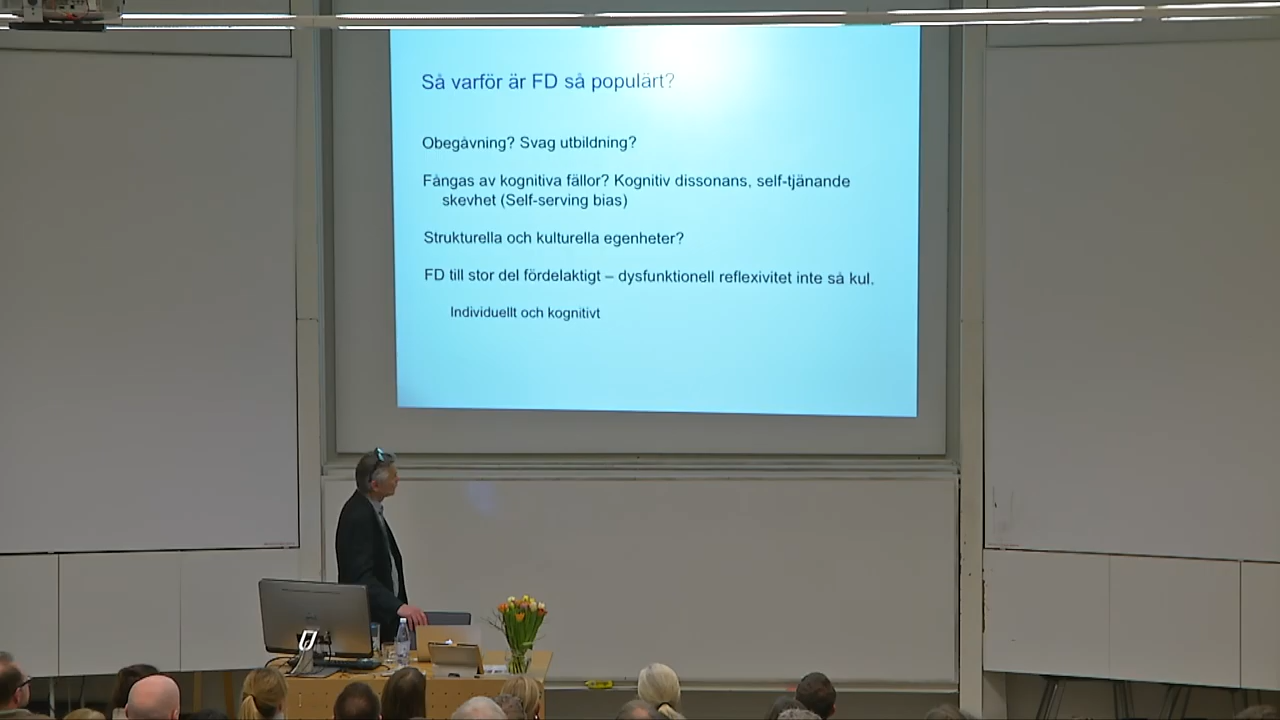 Så varför är FD så populärt?
Obegåvning? Svag utbildning?
Fångas av kognitiva fällor? Kognitiv dissonans, self-tjänande
skevhet (Self-serving bias)
Strukturella och kulturella egenheter?
FD till stor del fördelaktigt – dysfunktionell reflexivitet inte så kul.
Individuellt och kognitivt